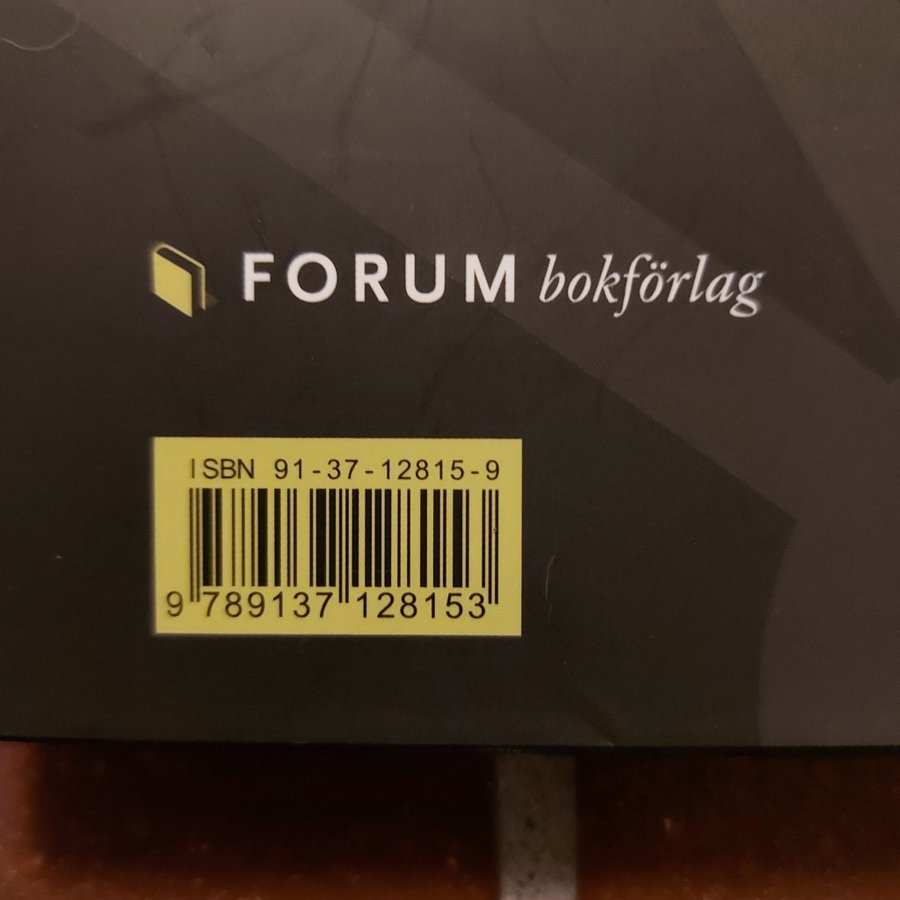 FORUM bokförlag
ISBN 91-37-12815-9
9 789137 128153